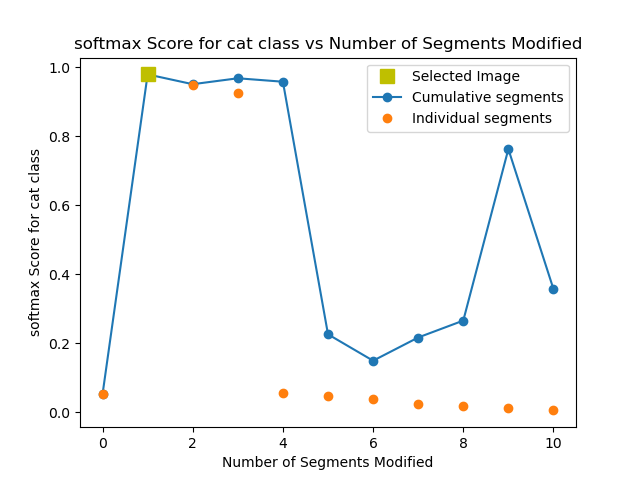 softmax Score for cat class vs Number of Segments Modified
Selected Image
Cumulative segments
Individual segments
softmax Score for cat class
1.0
0.8
0.6
0.4
0.2
0.0
0
2
4
6
8
10
Number of Segments Modified